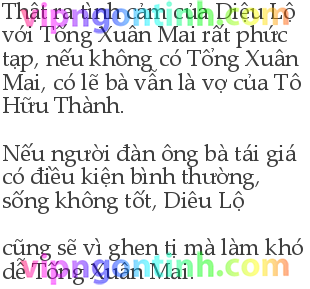 Thật ra tình cảm của Diêu Lộ
với Tống Xuân Mai rất phức
tạp, nếu không có Tổng Xuân
Mai, có lẽ bà vẫn là vợ của Tô
Hữu Thành.
Nếu người đàn ông bà tái giá
có điều kiện bình thường,
sống không tốt, Diêu Lộ
cũng sẽ vì ghen tị mà làm khó
dễ Tống Xuân Mai.
vipngontinh.com
vipngontinh.com